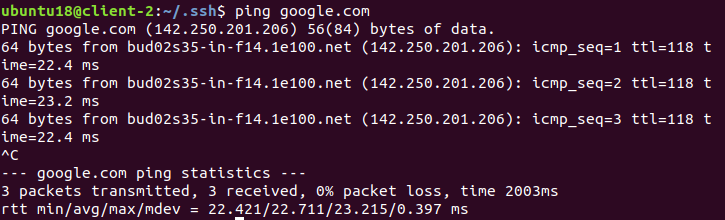 ubuntu18@client-2:~/.ssh$ ping google.com
PING google.com (142.250.201.206) 56(84) bytes of data.
64 bytes from bud02s35-in-f14.1e100.net (142.250.201.206): icmp_seq=1 ttl=118 t
ime=22.4 ms
64 bytes from bud02s35-in-f14.1e100.net (142.250.201.206): icmp_seq=2 ttl=118 t
ime=23.2 ms
64 bytes from bud02s35-in-f14.1e100.net (142.250.201.206): icmp_seq=3 ttl=118 t
ime=22.4 ms
^C
--- google.com ping statistics ---
3 packets transmitted, 3 received, 0% packet loss, time 2003ms
rtt min/avg/max/mdev = 22.421/22.711/23.215/0.397 ms